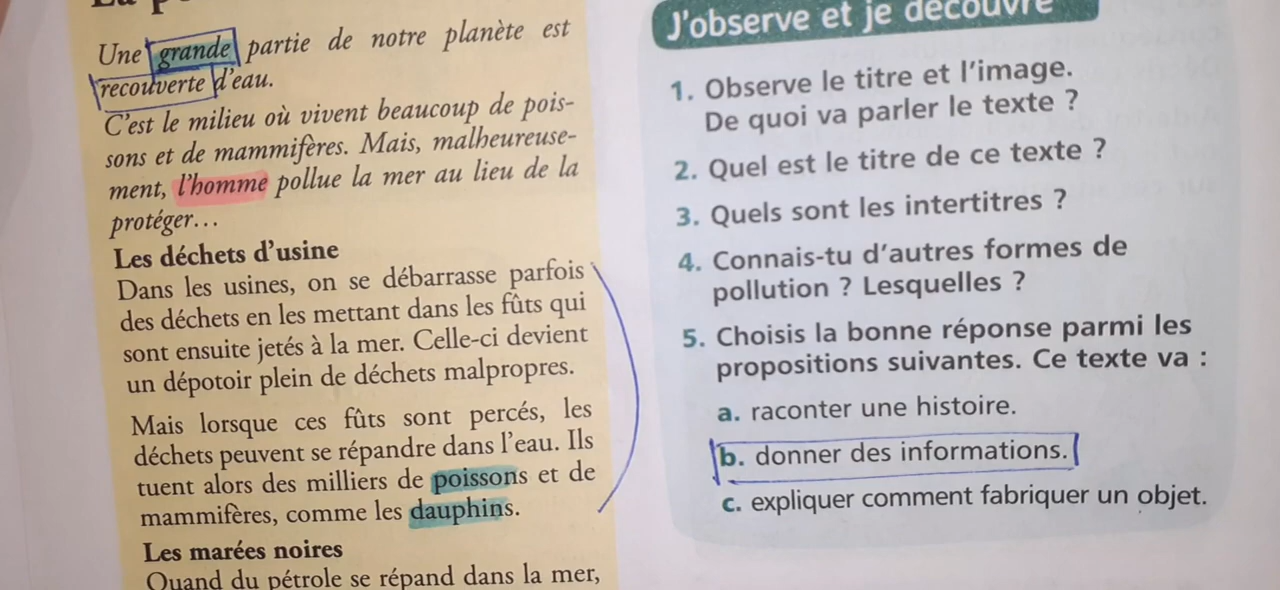 Une grande partie de notre planète est
recouverte d'eau.
C'est le milieu où vivent beaucoup de pois-
sons et de mammifères. Mais, malheureuse-
ment, l'homme pollue la mer au lieu de la
protéger...
Les déchets d'usine
Dans les usines, on se débarrasse parfois
des déchets en les mettant dans les fûts qui
sont ensuite jetés à la mer. Celle-ci devient
un dépotoir plein de déchets malpropres.
Mais lorsque ces fûts sont percés, les
déchets peuvent se répandre dans l'eau. Ils
tuent alors des milliers de poissons et de
mammifères, comme les dauphins.
Les marées noires
Quand du pétrole se répand dans la mer,
J'observe et je découvre
1. Observe le titre et l'image.
De quoi va parler le texte ?
2. Quel est le titre de ce texte ?
3. Quels sont les intertitres ?
4. Connais-tu d'autres formes de
pollution ? Lesquelles ?
5. Choisis la bonne réponse parmi les
propositions suivantes. Ce texte va :
a. raconter une histoire.
b. donner des informations.
c. expliquer comment fabriquer un objet.